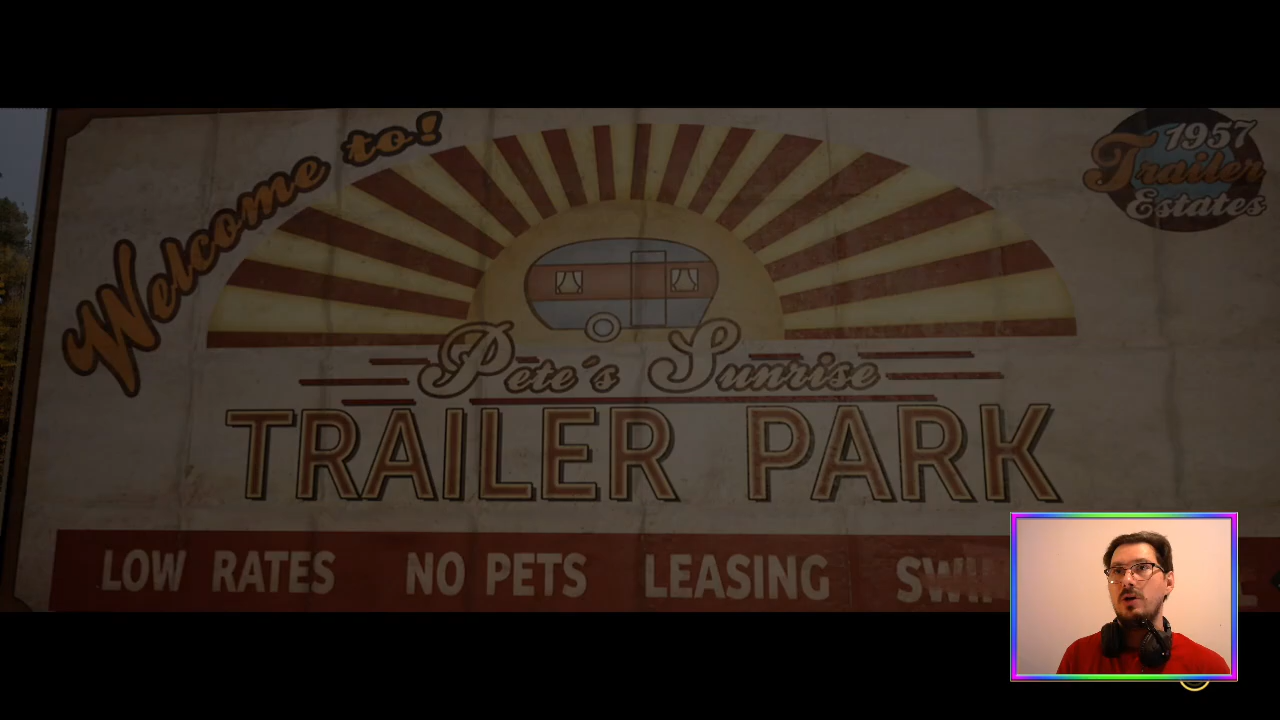 Welcome to!
1957
Trailer
Estates
Pete's Sunrise
TRAILER PARK
LOW RATES NO PETS LEASING